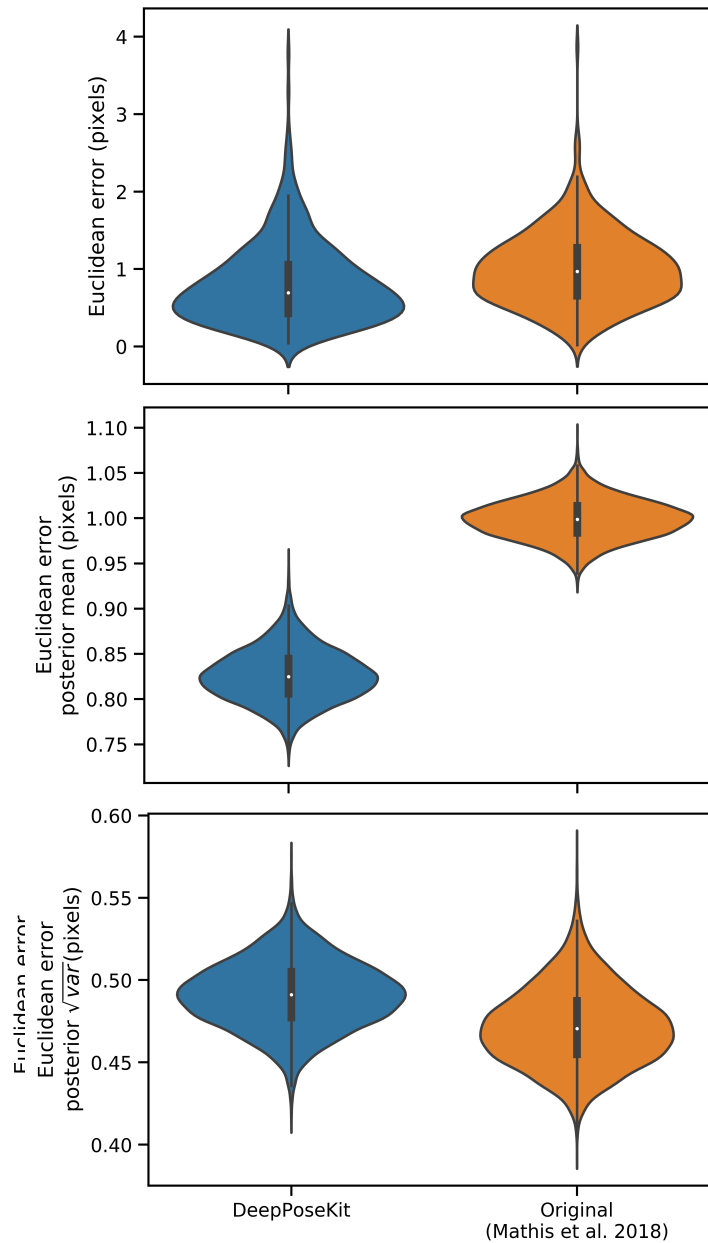 Euclidean error (pixels)
4
3
2
1
0
Euclidean error
posterior mean (pixels)
1.10
1.05
1.00
0.95
0.90
0.85
0.80
0.75
Euclidean error
Euclidean error
posterior √var (pixels)
0.60
0.55
0.50
0.45
0.40
DeepPoseKit
Original
(Mathis et al. 2018)